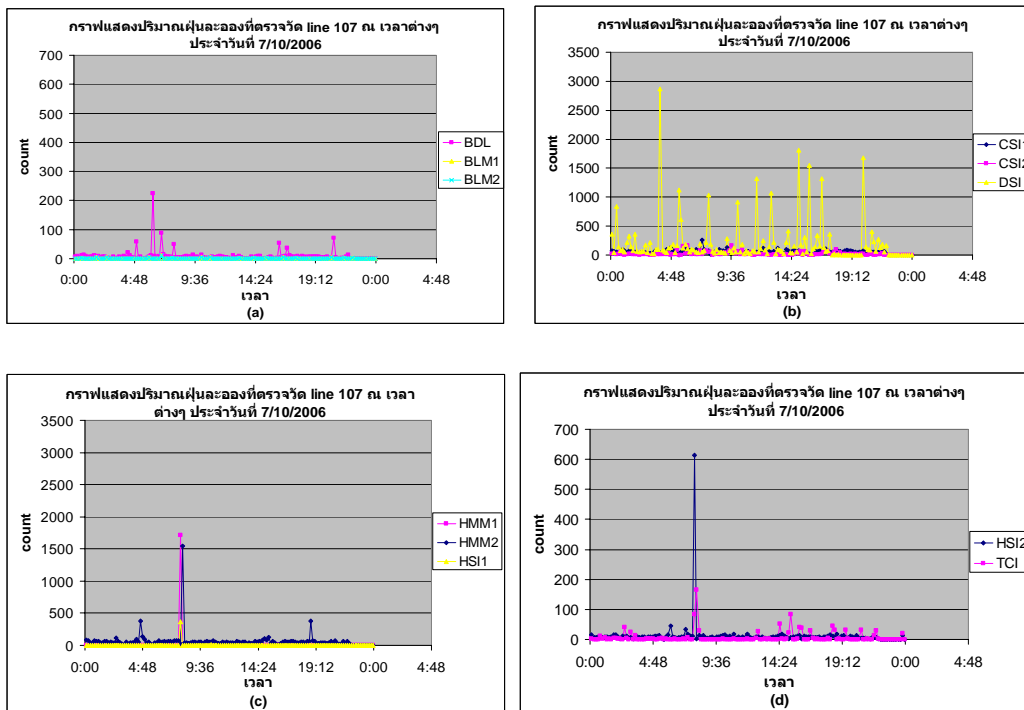 กราฟแสดงปริมาณฝุ่นละอองที่ตรวจวัด line 107 ณ เวลาต่างๆ
ประจำวันที่ 7/10/2006
700
600
500
400
300
200
100
0
count
0:00 4:48 9:36 14:24 19:12 0:00 4:48
เวลา
(a)
BDL
BLM1
BLM2
กราฟแสดงปริมาณฝุ่นละอองที่ตรวจวัด line 107 ณ เวลาต่างๆ
ประจำวันที่ 7/10/2006
3500
3000
2500
2000
1500
1000
500
0
count
0:00 4:48 9:36 14:24 19:12 0:00 4:48
เวลา
(b)
CSI1
CSI2
DSI
กราฟแสดงปริมาณฝุ่นละอองที่ตรวจวัด line 107 ณ เวลา
ต่างๆ ประจำวันที่ 7/10/2006
3500
3000
2500
2000
1500
1000
500
0
count
0:00 4:48 9:36 14:24 19:12 0:00 4:48
เวลา
(c)
HMM1
HMM2
HSI1
กราฟแสดงปริมาณฝุ่นละอองที่ตรวจวัด line 107 ณ เวลาต่างๆ
ประจำวันที่ 7/10/2006
700
600
500
400
300
200
100
0
count
0:00 4:48 9:36 14:24 19:12 0:00 4:48
เวลา
(d)
HSI2
TCI